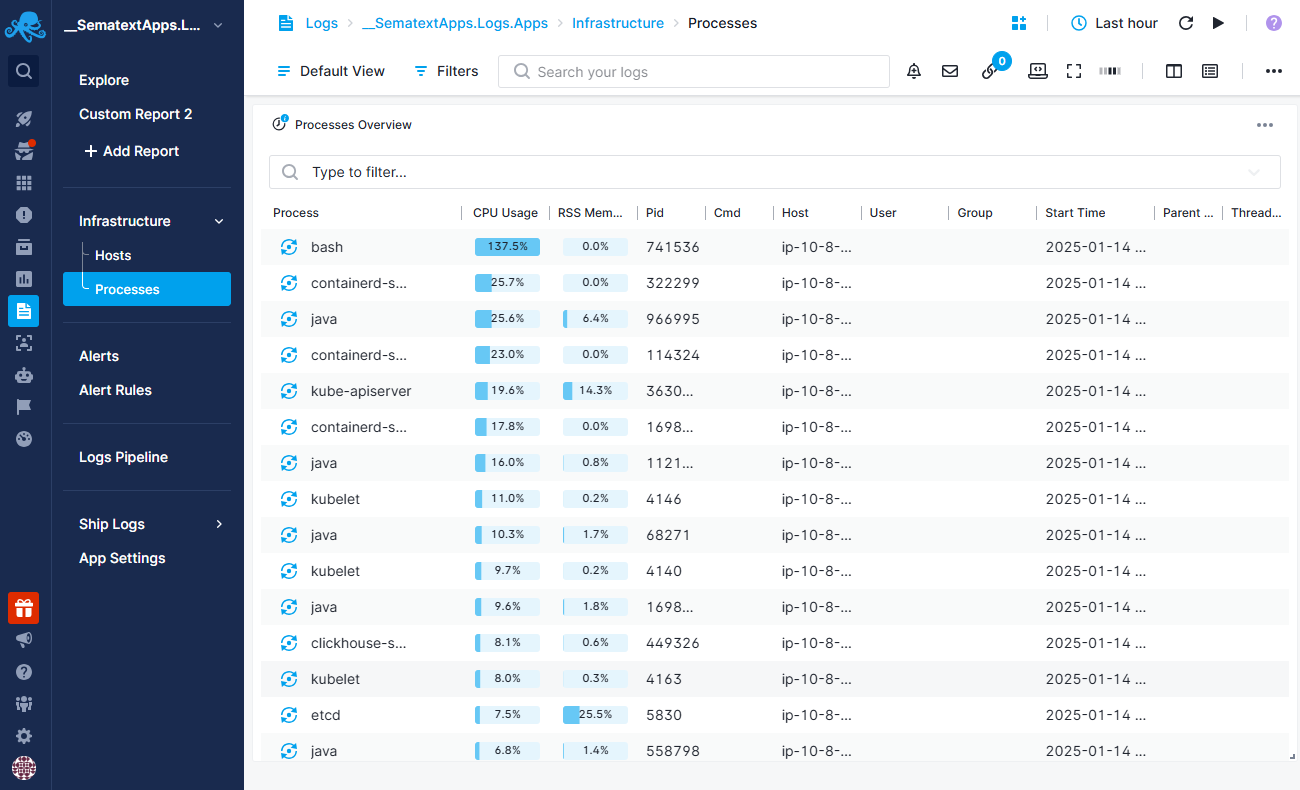 __SematextApps.L...
Explore
Custom Report 2
+ Add Report
Infrastructure
Hosts
Processes
Alerts
Alert Rules
Logs Pipeline
Ship Logs
App Settings
Logs > __SematextApps.Logs.Apps > Infrastructure > Processes
Last hour
Default View Filters Search your logs 0
Processes Overview
Type to filter...
Process CPU Usage RSS Mem... Pid Cmd Host User Group Start Time Parent ... Thread...
bash 137.5% 0.0% 741536 ip-10-8-... 2025-01-14 ...
containerd-s... 25.7% 0.0% 322299 ip-10-8-... 2025-01-14 ...
java 25.6% 6.4% 966995 ip-10-8-... 2025-01-14 ...
containerd-s... 23.0% 0.0% 114324 ip-10-8-... 2025-01-14 ...
kube-apiserver 19.6% 14.3% 3630... ip-10-8-... 2025-01-14 ...
containerd-s... 17.8% 0.0% 1698... ip-10-8-... 2025-01-14 ...
java 16.0% 0.8% 1121... ip-10-8-... 2025-01-14 ...
kubelet 11.0% 0.2% 4146 ip-10-8-... 2025-01-14 ...
java 10.3% 1.7% 68271 ip-10-8-... 2025-01-14 ...
kubelet 9.7% 0.2% 4140 ip-10-8-... 2025-01-14 ...
java 9.6% 1.8% 1698... ip-10-8-... 2025-01-14 ...
clickhouse-s... 8.1% 0.6% 449326 ip-10-8-... 2025-01-14 ...
kubelet 8.0% 0.3% 4163 ip-10-8-... 2025-01-14 ...
etcd 7.5% 25.5% 5830 ip-10-8-... 2025-01-14 ...
java 6.8% 1.4% 558798 ip-10-8-... 2025-01-14 ...